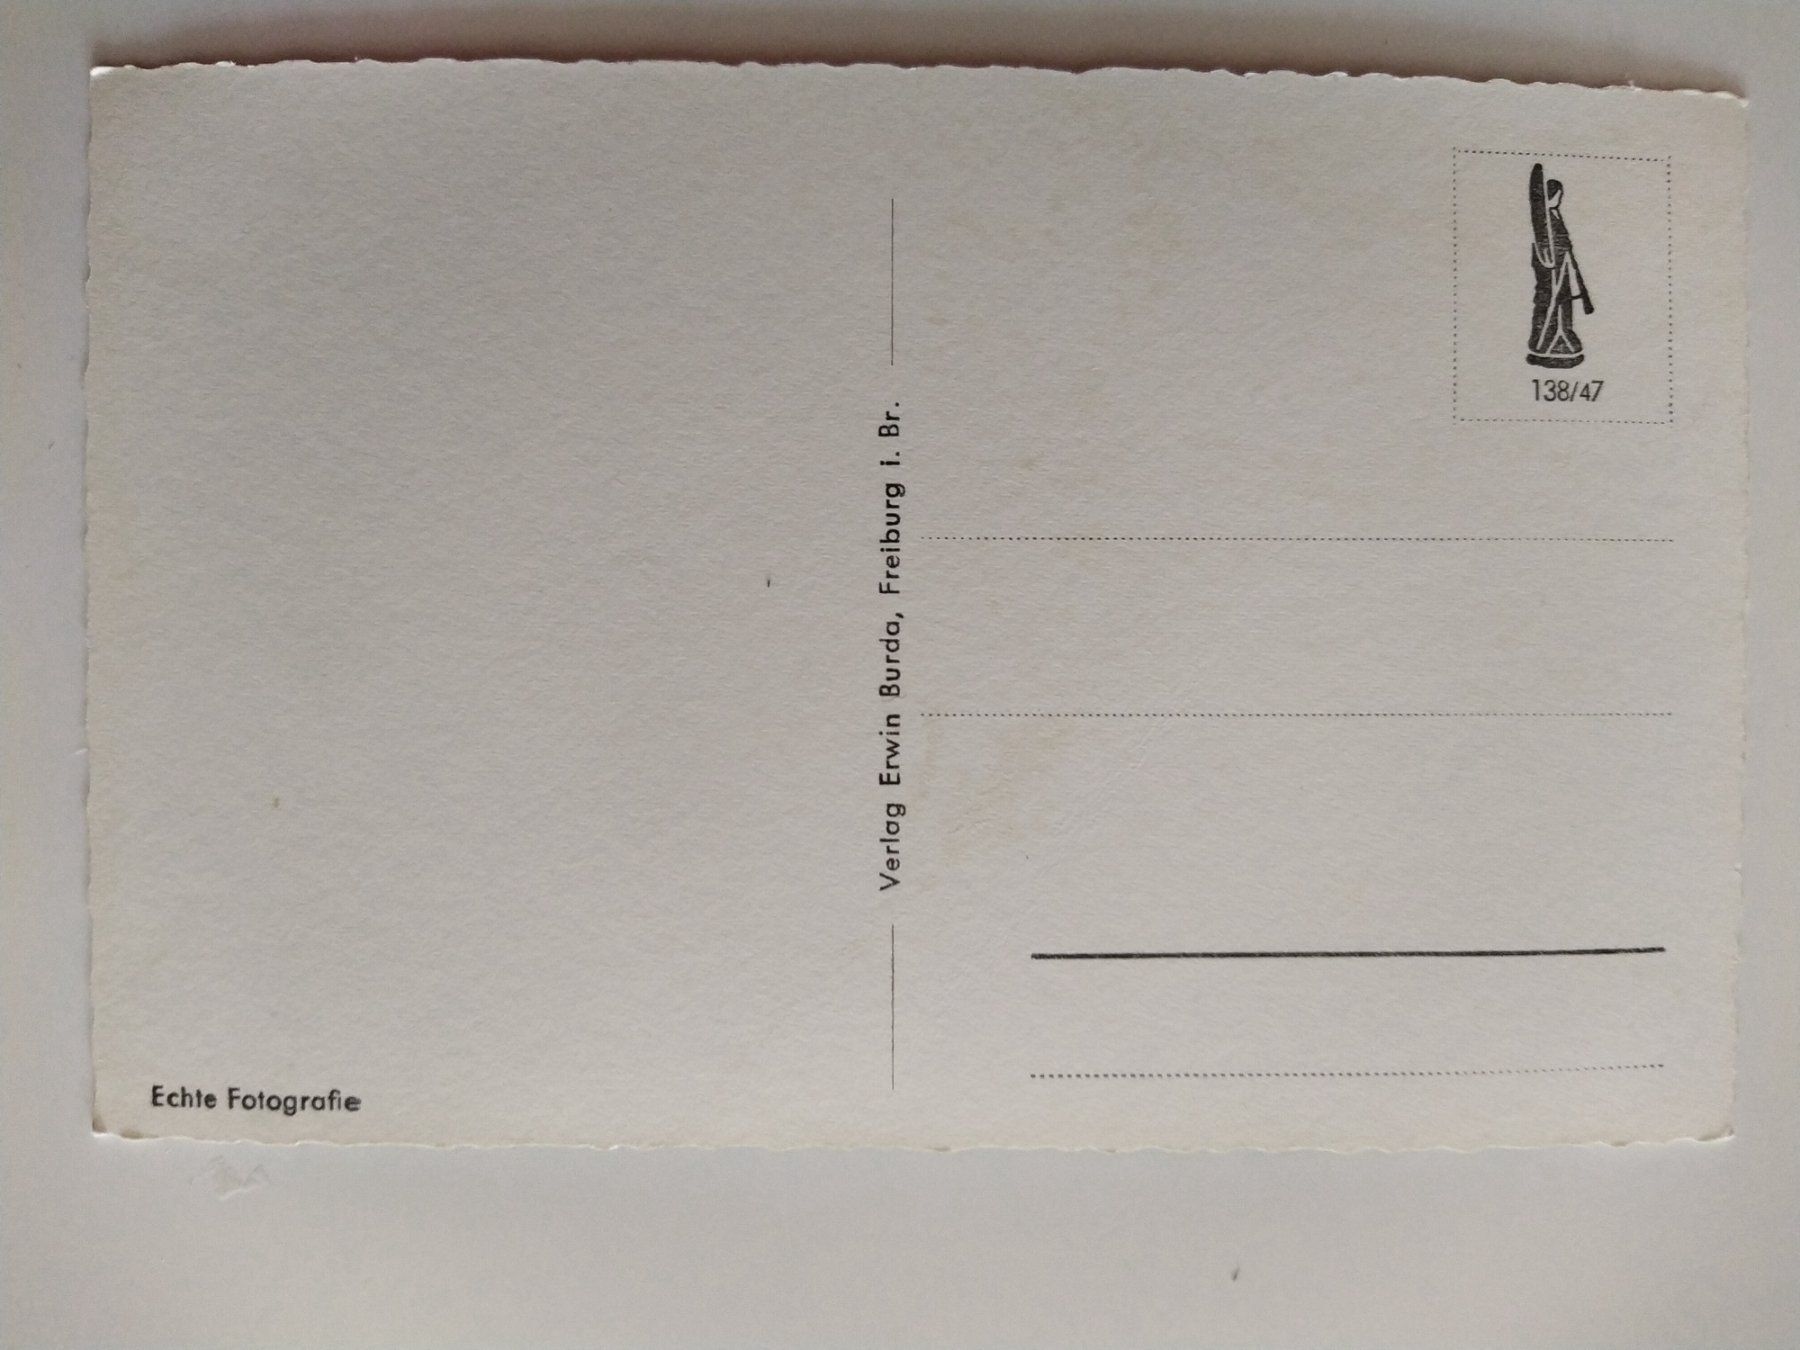 138/47
Verlag Erwin Burda, Freiburg i. Br.
Echte Fotografie